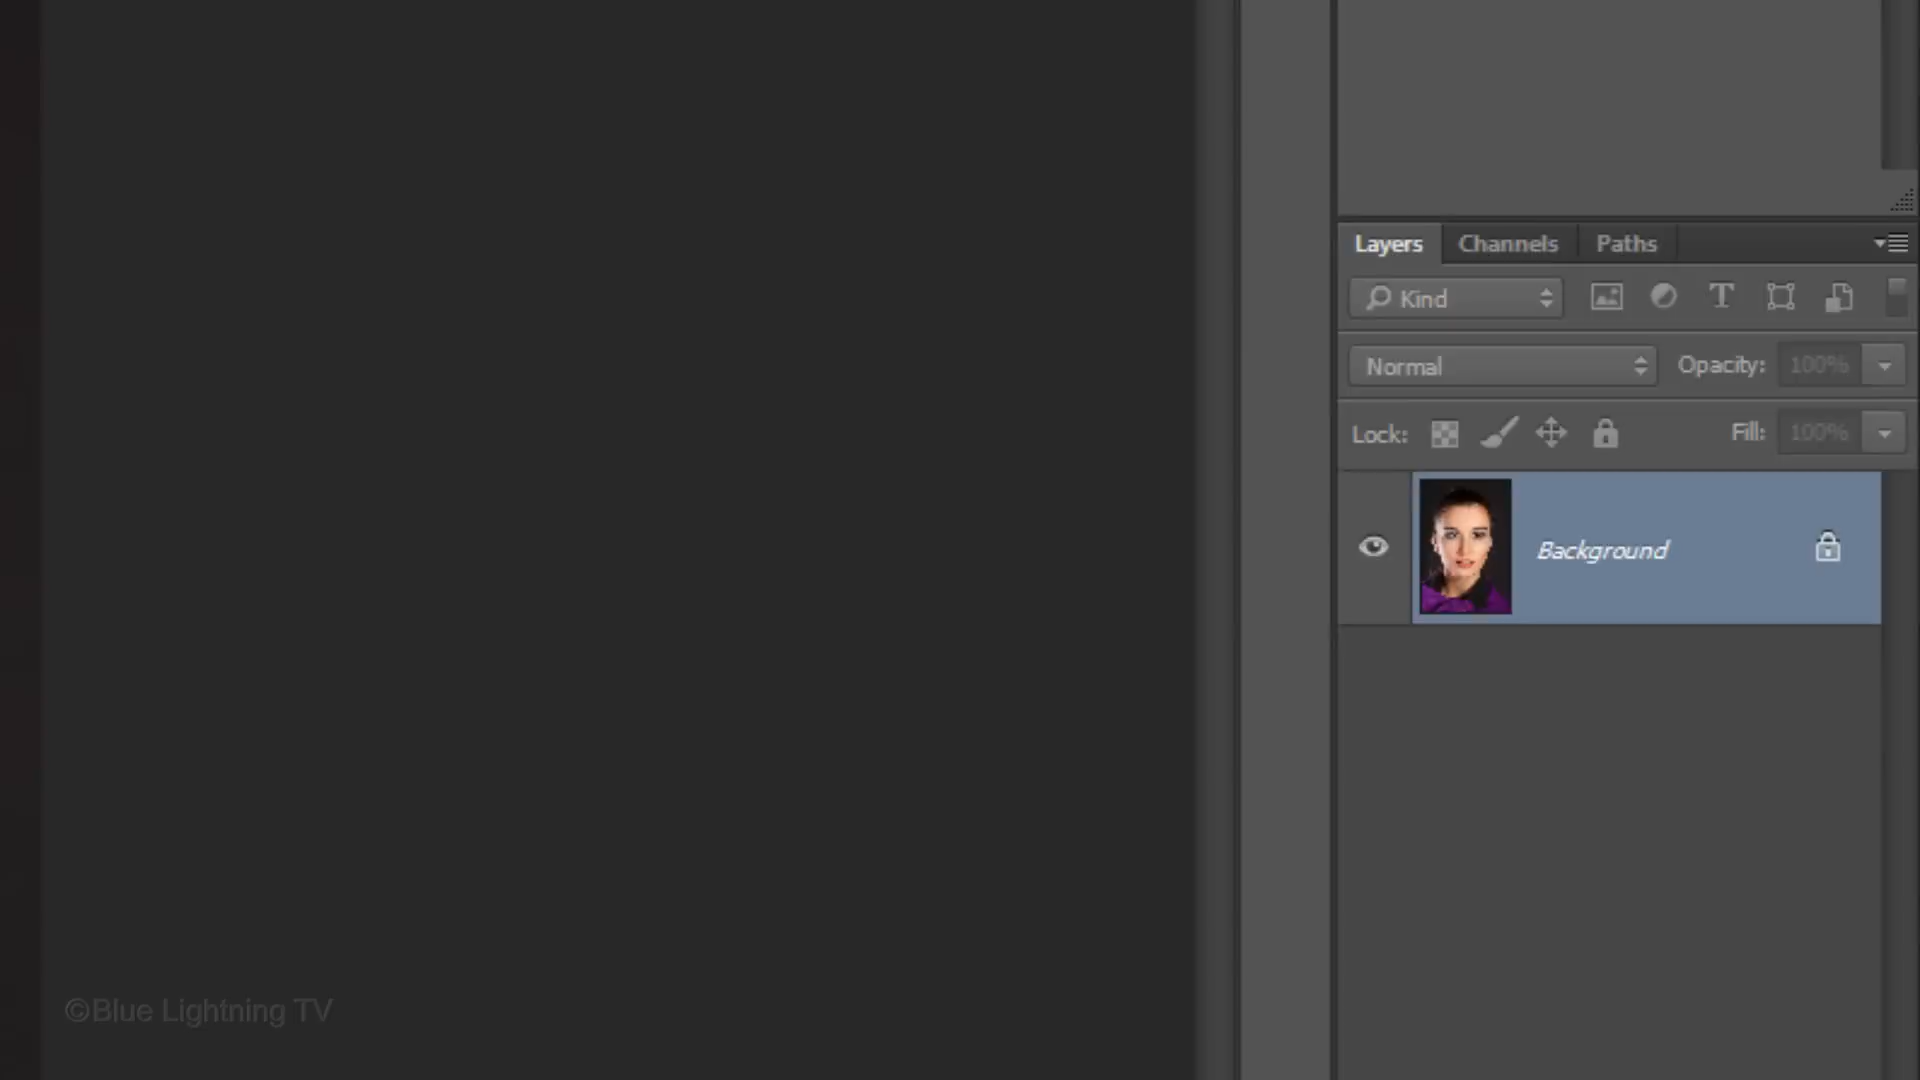 Layers Channels Paths
Kind T
Normal Opacity: 100%
Lock: Fill: 100%
Background
©Blue Lightning TV